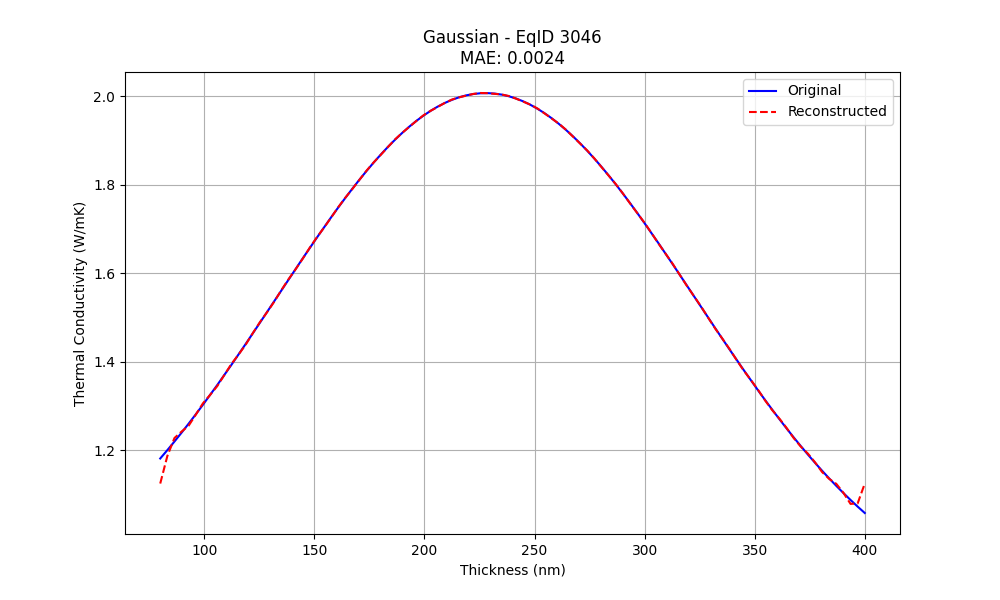 Gaussian - EqID 3046
MAE: 0.0024
Original
Reconstructed
Thermal Conductivity (W/mK)
2.0
1.8
1.6
1.4
1.2
100 150 200 250 300 350 400
Thickness (nm)